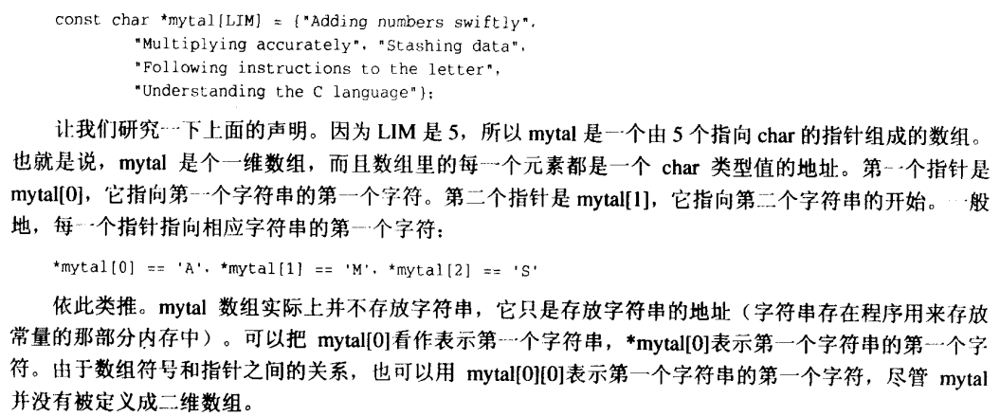 const char *mytal[LIM] = {"Adding numbers swiftly",
"Multiplying accurately", "Stashing data",
"Following instructions to the letter",
"Understanding the C language"};
让我们研究一下上面的声明。因为 LIM 是 5，所以 mytal 是一个由 5 个指向 char 的指针组成的数组。
也就是说，mytal 是个一维数组，而且数组里的每一个元素都是一个 char 类型值的地址。第一个指针是
mytal[0]，它指向第一个字符串的第一个字符。第二个指针是 mytal[1]，它指向第二个字符串的开始。一般
地，每一个指针指向相应字符串的第一个字符：
*mytal[0] == 'A', *mytal[1] == 'M', *mytal[2] == 'S'
依此类推。mytal 数组实际上并不存放字符串，它只是存放字符串的地址（字符串存在程序用来存放
常量的那部分内存中）。可以把 mytal[0]看作表示第一个字符串，*mytal[0]表示第一个字符串的第一个字
符。由于数组符号和指针之间的关系，也可以用 mytal[0][0]表示第一个字符串的第一个字符，尽管 mytal
并没有被定义成二维数组。